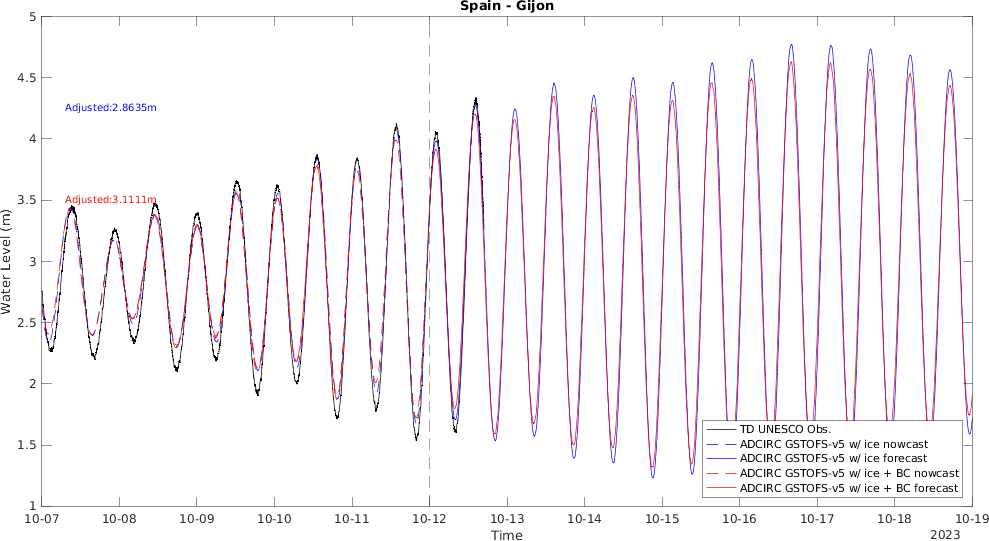 Spain - Gijon
5
4.5
4
3.5
3
2.5
2
1.5
1
Water Level (m)
Adjusted:2.8635m
Adjusted:3.1111m
TD UNESCO Obs.
ADCIRC GSTOFS-v5 w/ ice nowcast
ADCIRC GSTOFS-v5 w/ ice forecast
ADCIRC GSTOFS-v5 w/ ice + BC nowcast
ADCIRC GSTOFS-v5 w/ ice + BC forecast
10-07 10-08 10-09 10-10 10-11 10-12 10-13 10-14 10-15 10-16 10-17 10-18 10-19
Time
2023